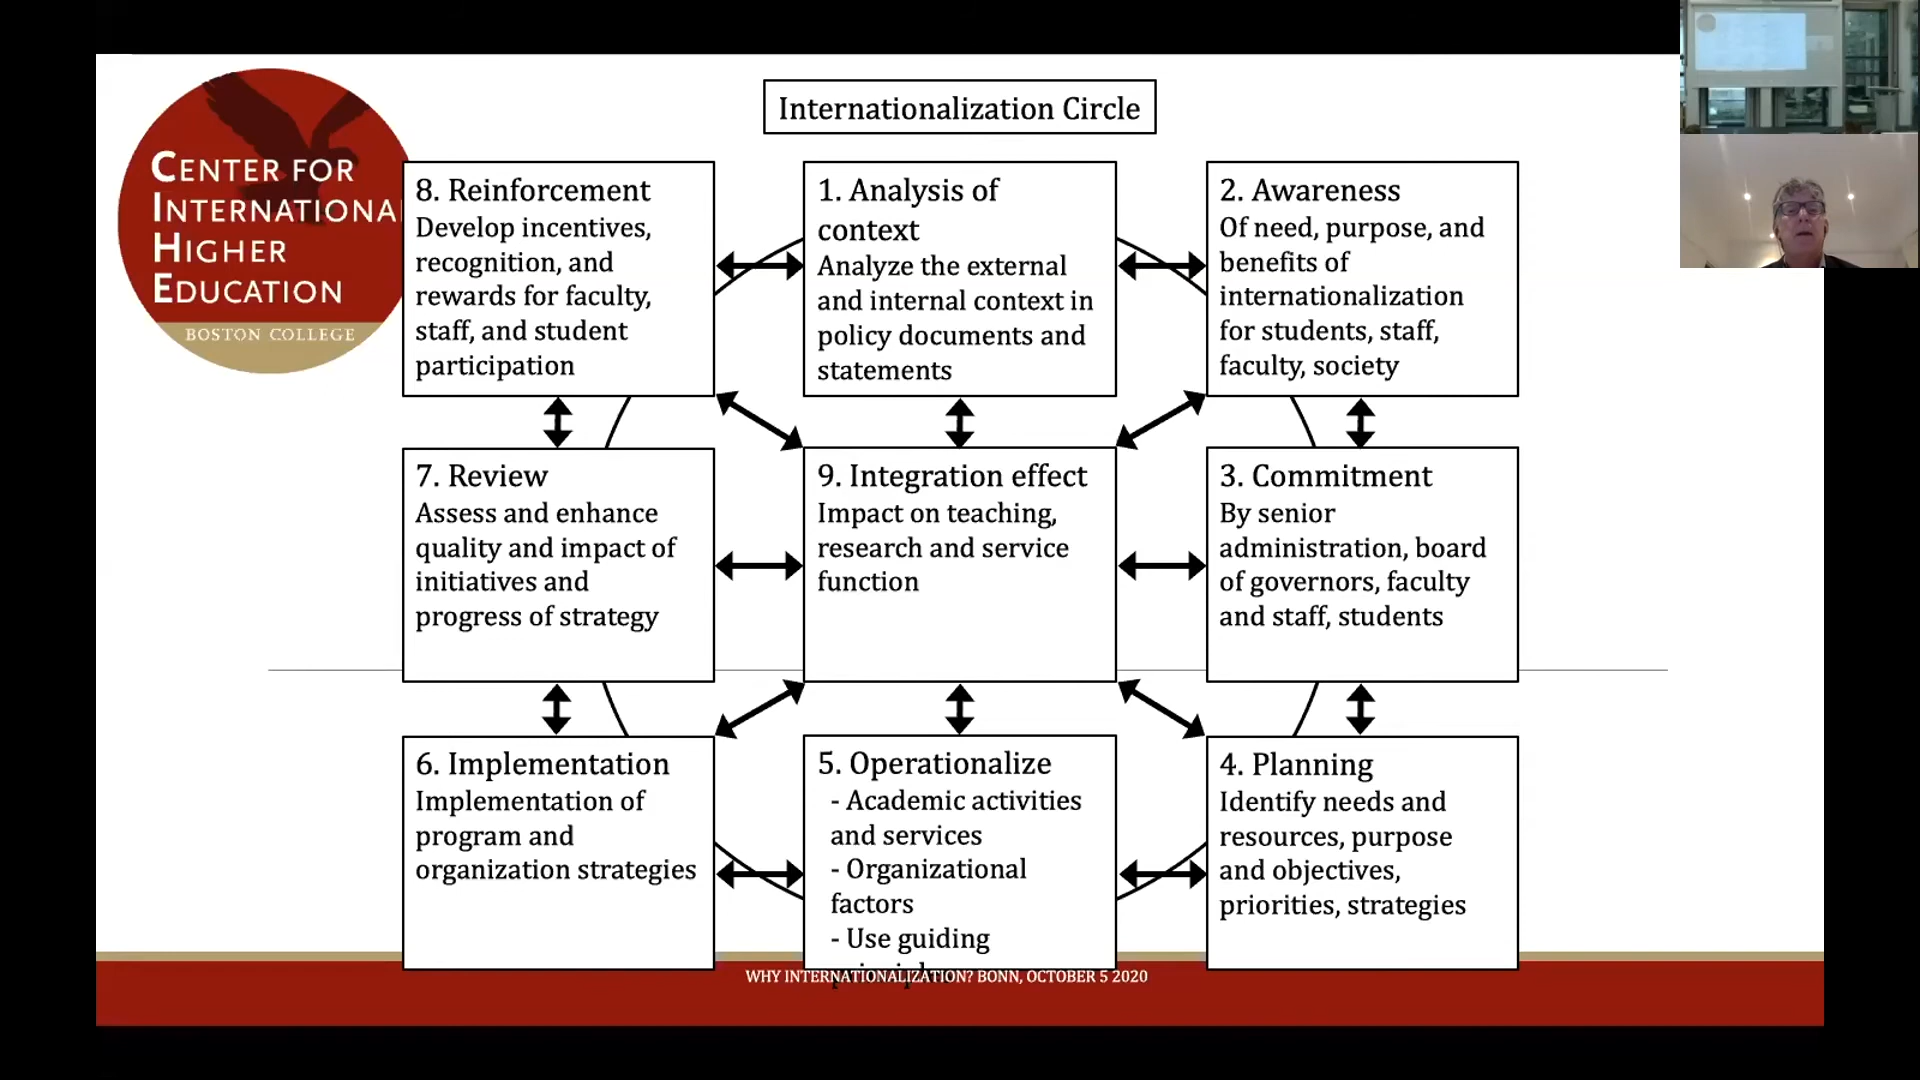 Internationalization Circle
CENTER FOR
INTERNATIONA
HIGHER
EDUCATION
BOSTON COLLEGE
8. Reinforcement
Develop incentives,
recognition, and
rewards for faculty,
staff, and student
participation
1. Analysis of
context
Analyze the external
and internal context in
policy documents and
statements
2. Awareness
Of need, purpose, and
benefits of
internationalization
for students, staff,
faculty, society
7. Review
Assess and enhance
quality and impact of
initiatives and
progress of strategy
9. Integration effect
Impact on teaching,
research and service
function
3. Commitment
By senior
administration, board
of governors, faculty
and staff, students
6. Implementation
Implementation of
program and
organization strategies
5. Operationalize
- Academic activities
and services
- Organizational
factors
- Use guiding
4. Planning
Identify needs and
resources, purpose
and objectives,
priorities, strategies
WHY INTERNATIONALIZATION? BONN, OCTOBER 5 2020